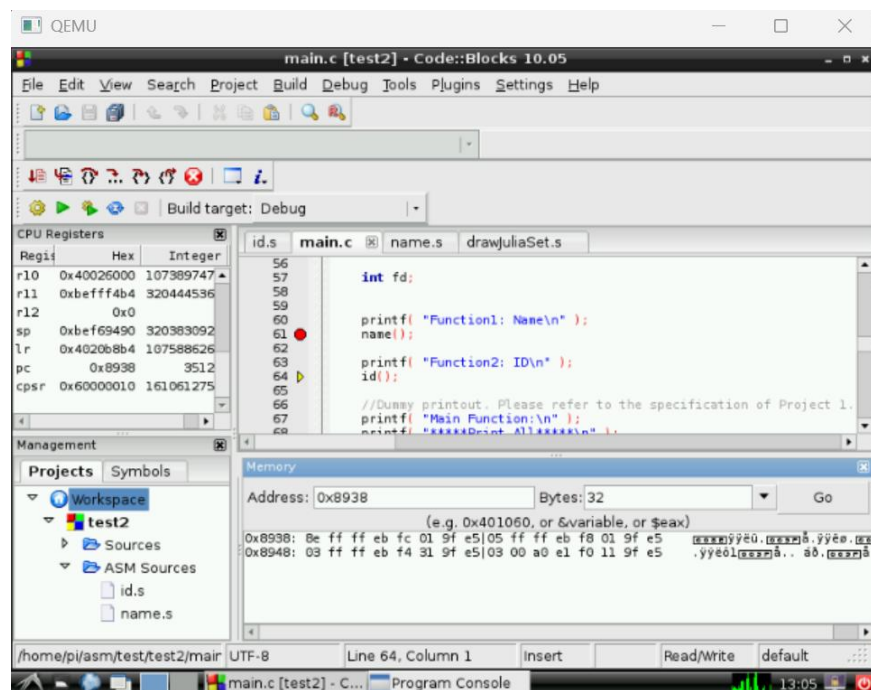 QEMU
main.c [test2] - Code::Blocks 10.05
File Edit View Search Project Build Debug Tools Plugins Settings Help
Build target: Debug
CPU Registers
Regis Hex Integer
r10 0x40026000 107389747
r11 0xbefff4b4 320444536
r12 0x0
sp 0xbef69490 320383092
lr 0x4020b8b4 107588626
pc 0x8938 3512
cpsr 0x60000010 161061275
id.s main.c name.s drawJuliaSet.s
56
57 int fd;
58
59
60 printf( "Function1: Name\n" );
61 name();
62
63 printf( "Function2: ID\n" );
64 id();
65
66 //Dummy printout. Please refer to the specification of Project 1.
67 printf( "Main Function:\n" );
68 printf( "*****Print All*****\n" );
Management
Projects Symbols
Workspace
test2
Sources
ASM Sources
id.s
name.s
Memory
Address: 0x8938 Bytes: 32 Go
(e.g. 0x401060, or &variable, or $eax)
0x8938: 8e ff ff eb fc 01 9f e5|05 ff ff eb f8 01 9f e5
0x8948: 03 ff ff eb f4 31 9f e5|03 00 a0 e1 f0 11 9f e5
/home/pi/asm/test/test2/mair UTF-8 Line 64, Column 1 Insert Read/Write default
main.c [test2] - C... Program Console 13:05